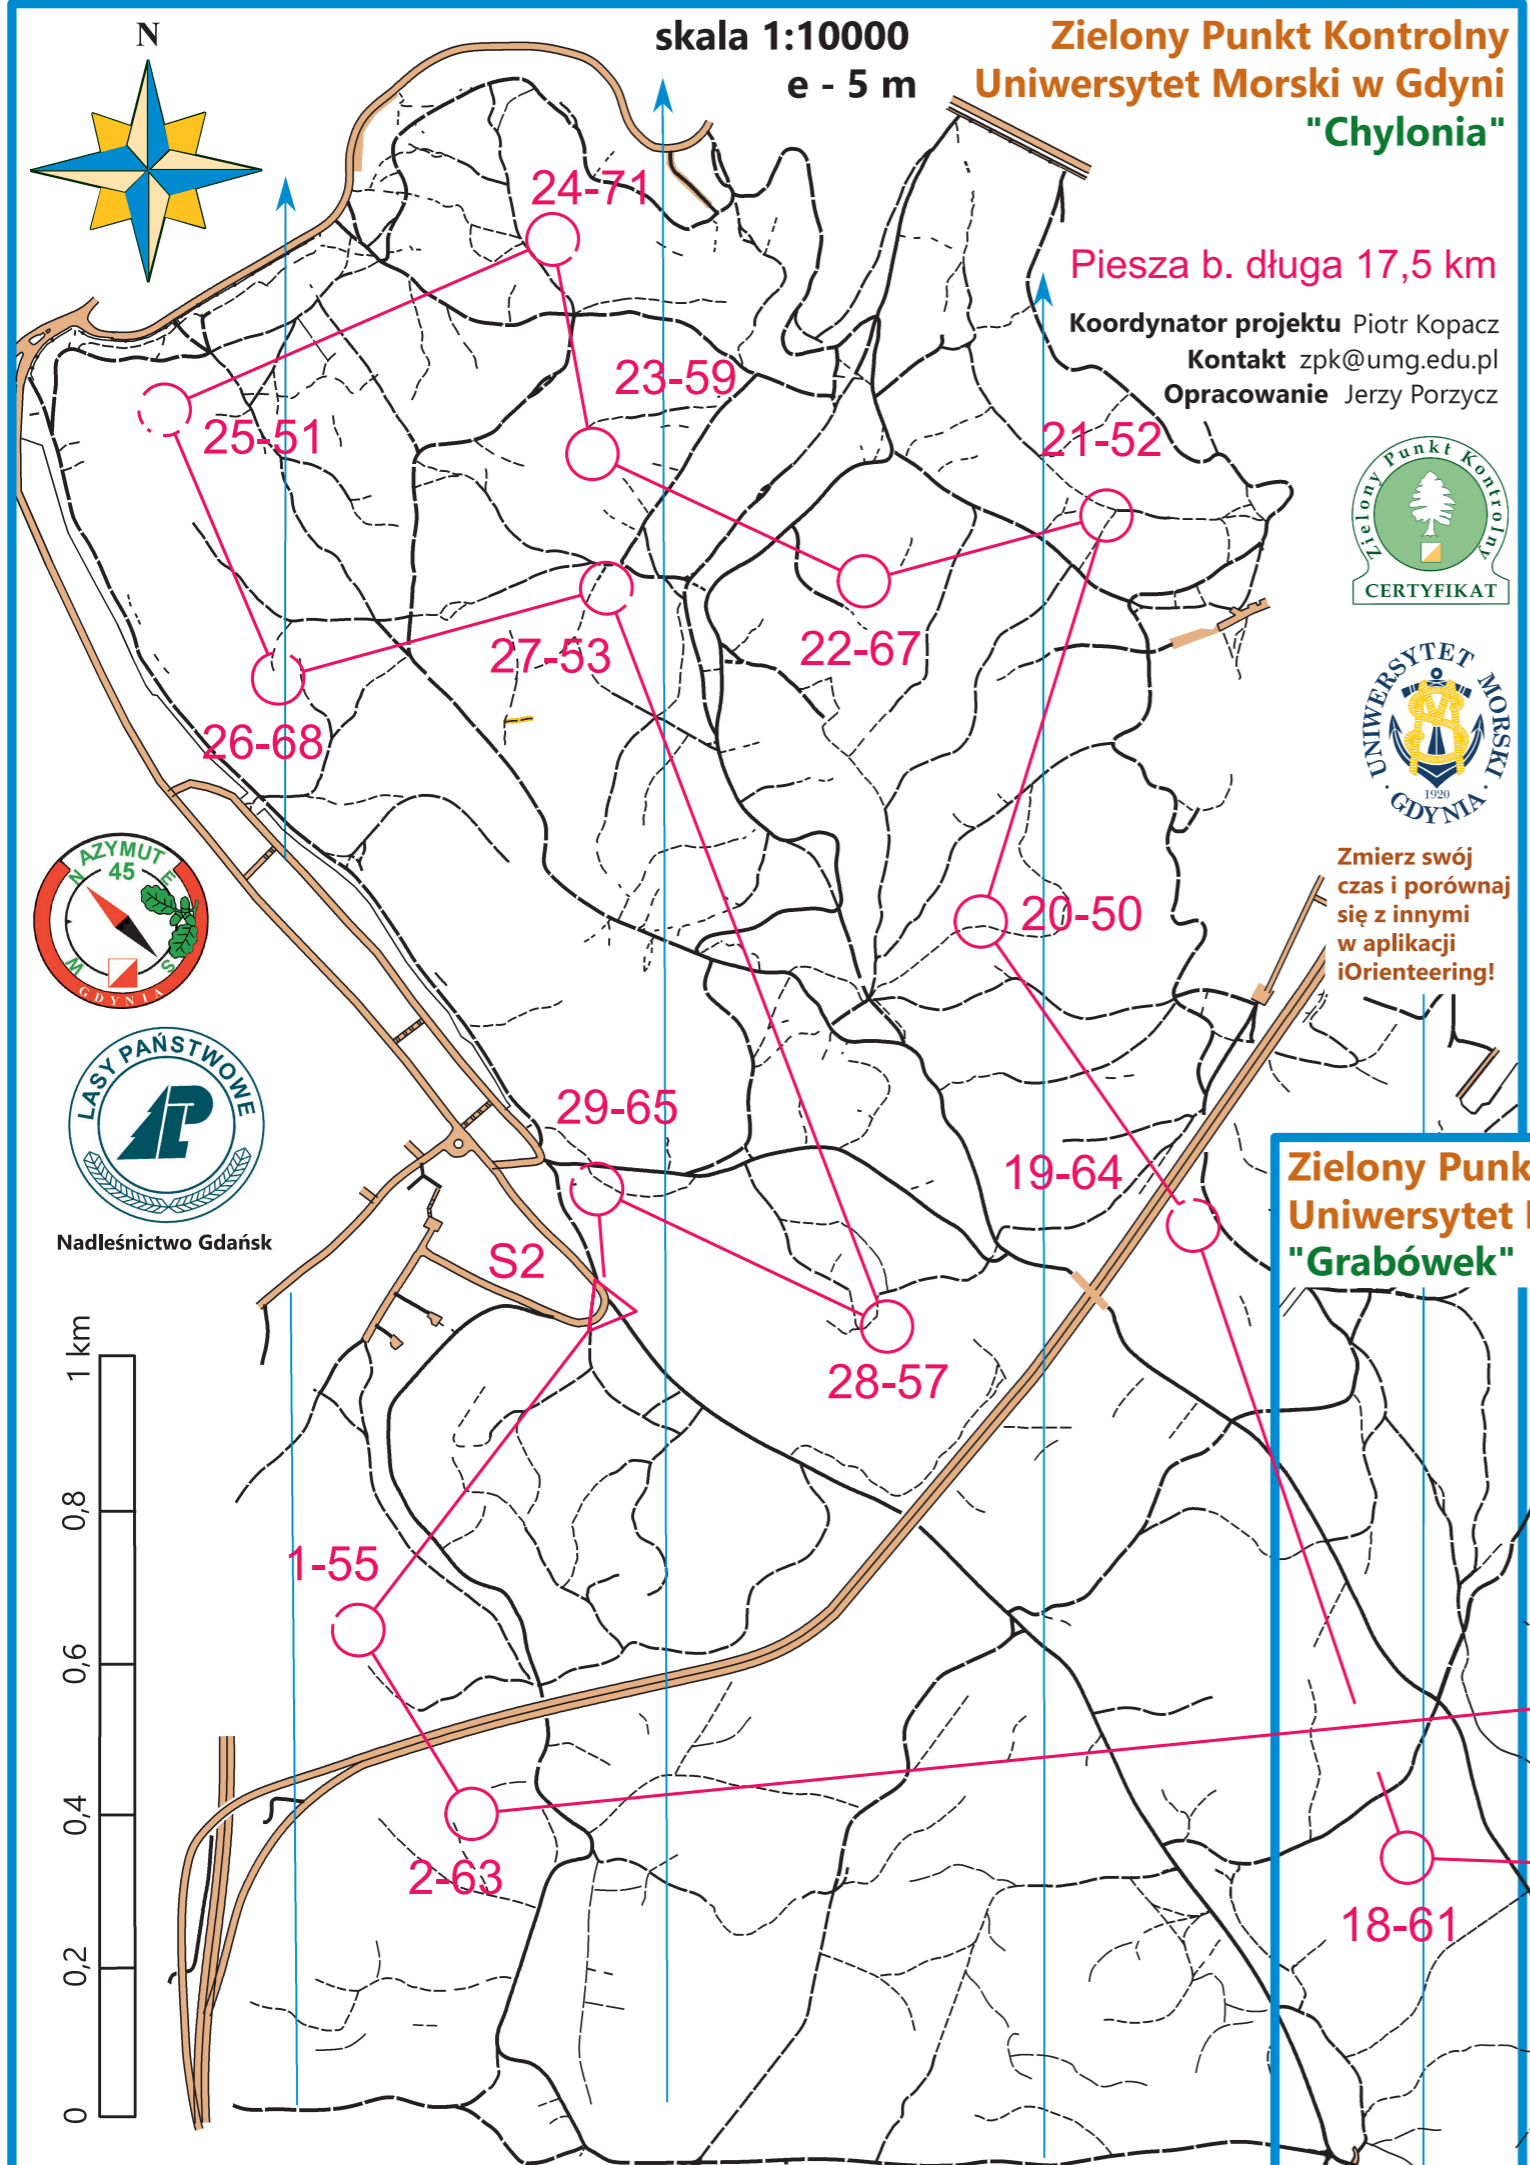 N
skala 1:10000
e - 5 m
Zielony Punkt Kontrolny
Uniwersytet Morski w Gdyni
"Chylonia"
Piesza b. długa 17,5 km
Koordynator projektu Piotr Kopacz
Kontakt zpk@umg.edu.pl
Opracowanie Jerzy Porzycz
24-71
23-59
25-51
21-52
Zielony Punkt Kontrolny
CERTYFIKAT
27-53
22-67
26-68
UNIWERSYTET MORSKI
1920
· GDYNIA ·
AZYMUT
45
N
E
W
S
GDYNIA
Zmierz swój
czas i porównaj
się z innymi
w aplikacji
iOrienteering!
20-50
LASY PAŃSTWOWE
LP
Nadleśnictwo Gdańsk
29-65
19-64
Zielony Punk
Uniwersytet
"Grabówek"
S2
28-57
1 km
0,8
0,6
0,4
0,2
0
1-55
2-63
18-61